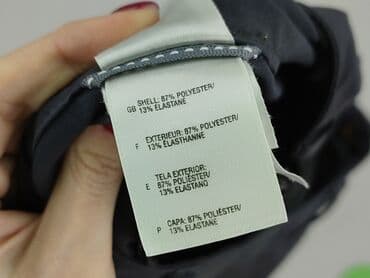 GB SHELL: 87% POLYESTER/
13% ELASTANE
F EXTERIEUR: 87% POLYESTER/
13% ELASTHANNE
E TELA EXTERIOR:
87% POLIÉSTER/
13% ELASTANO
P CAPA: 87% POLIÉSTER/
13% ELASTANE